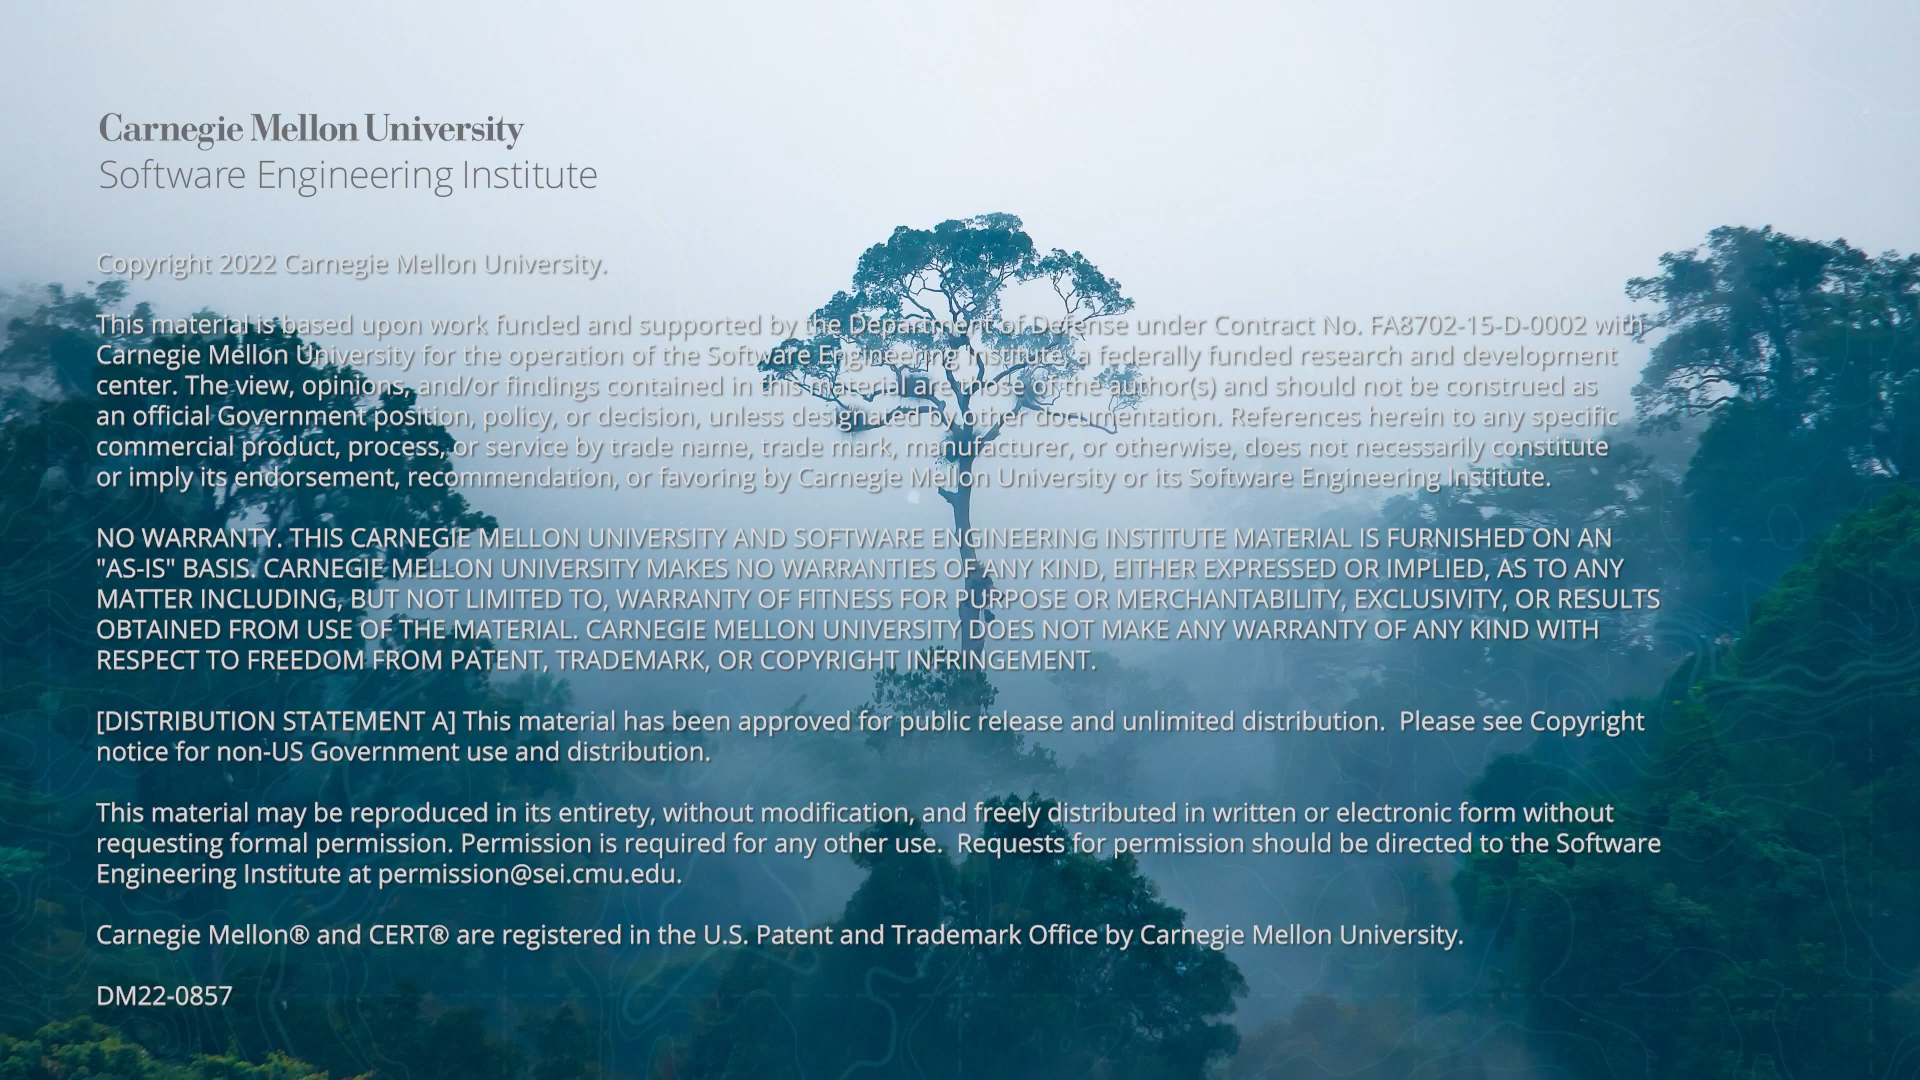 Carnegie Mellon University
Software Engineering Institute
Copyright 2022 Carnegie Mellon University.
This material is based upon work funded and supported by the Department of Defense under Contract No. FA8702-15-D-0002 with
Carnegie Mellon University for the operation of the Software Engineering Institute, a federally funded research and development
center. The view, opinions, and/or findings contained in this material are those of the author(s) and should not be construed as
an official Government position, policy, or decision, unless designated by other documentation. References herein to any specific
commercial product, process, or service by trade name, trade mark, manufacturer, or otherwise, does not necessarily constitute
or imply its endorsement, recommendation, or favoring by Carnegie Mellon University or its Software Engineering Institute.
NO WARRANTY. THIS CARNEGIE MELLON UNIVERSITY AND SOFTWARE ENGINEERING INSTITUTE MATERIAL IS FURNISHED ON AN
"AS-IS" BASIS. CARNEGIE MELLON UNIVERSITY MAKES NO WARRANTIES OF ANY KIND, EITHER EXPRESSED OR IMPLIED, AS TO ANY
MATTER INCLUDING, BUT NOT LIMITED TO, WARRANTY OF FITNESS FOR PURPOSE OR MERCHANTABILITY, EXCLUSIVITY, OR RESULTS
OBTAINED FROM USE OF THE MATERIAL. CARNEGIE MELLON UNIVERSITY DOES NOT MAKE ANY WARRANTY OF ANY KIND WITH
RESPECT TO FREEDOM FROM PATENT, TRADEMARK, OR COPYRIGHT INFRINGEMENT.
[DISTRIBUTION STATEMENT A] This material has been approved for public release and unlimited distribution.  Please see Copyright
notice for non-US Government use and distribution.
This material may be reproduced in its entirety, without modification, and freely distributed in written or electronic form without
requesting formal permission. Permission is required for any other use.  Requests for permission should be directed to the Software
Engineering Institute at permission@sei.cmu.edu.
Carnegie Mellon® and CERT® are registered in the U.S. Patent and Trademark Office by Carnegie Mellon University.
DM22-0857